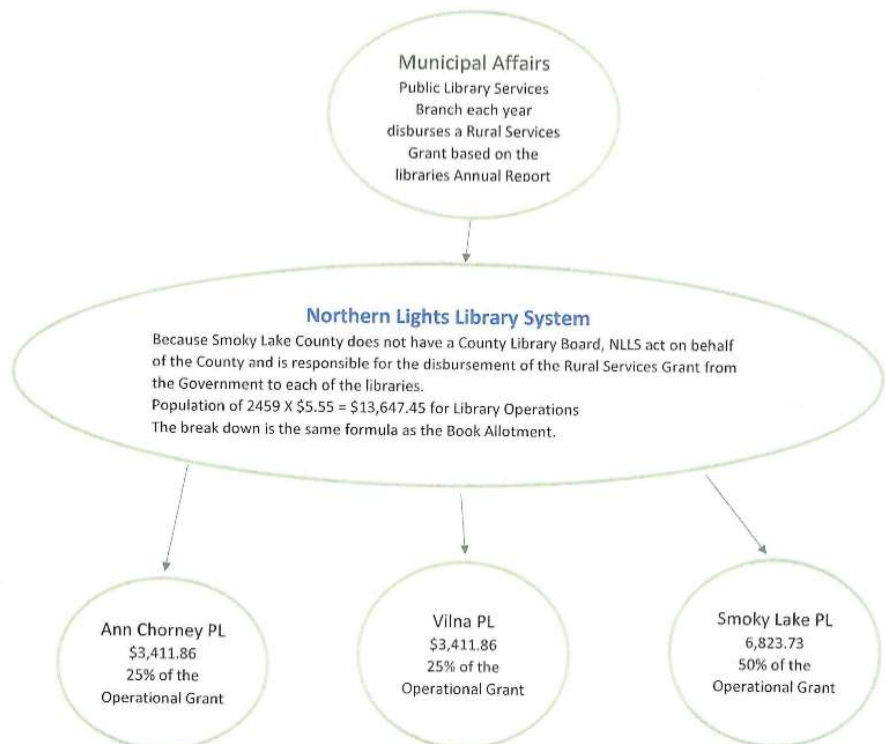 Municipal Affairs
Public Library Services
Branch each year
disburses a Rural Services
Grant based on the
libraries Annual Report
Northern Lights Library System
Because Smoky Lake County does not have a County Library Board, NLLS act on behalf
of the County and is responsible for the disbursement of the Rural Services Grant from
the Government to each of the libraries.
Population of 2459 X $5.55 = $13,647.45 for Library Operations
The break down is the same formula as the Book Allotment.
Ann Chorney PL
$3,411.86
25% of the
Operational Grant
Vilna PL
$3,411.86
25% of the
Operational Grant
Smoky Lake PL
6,823.73
50% of the
Operational Grant